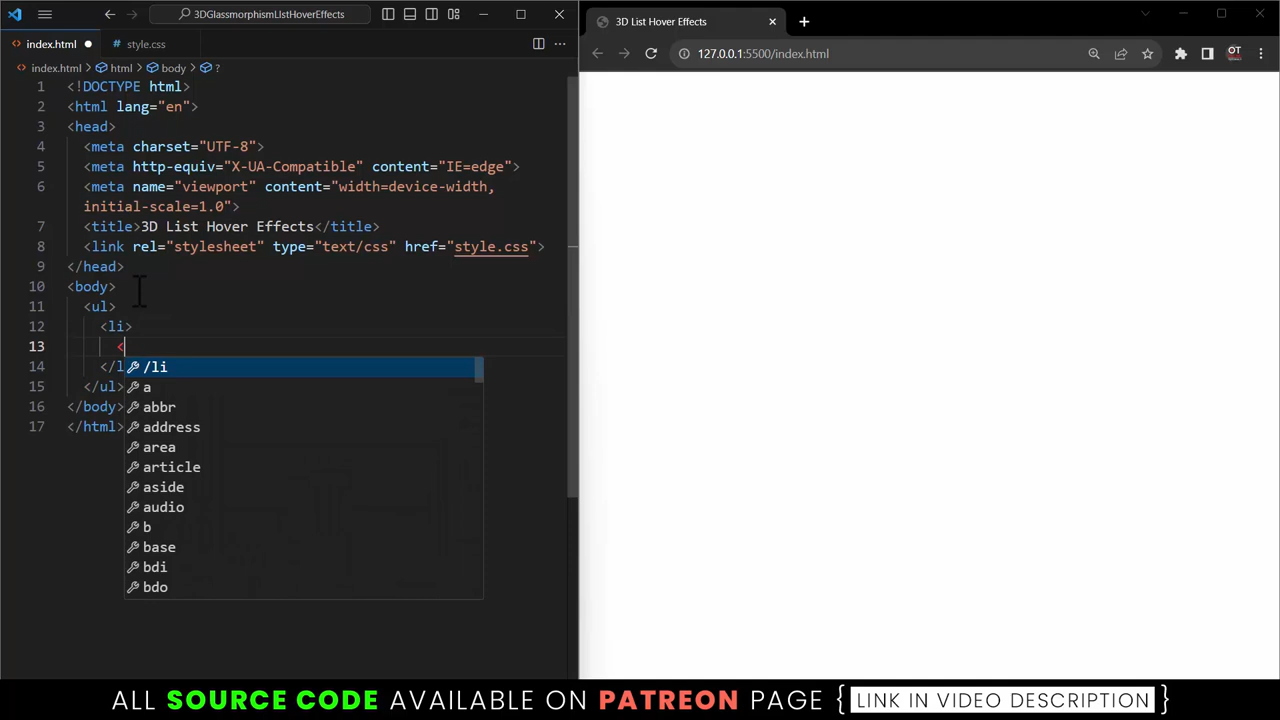 3DGlassmorphismLIstHoverEffects
index.html
style.css
index.html > html > body > ?
1 <!DOCTYPE html>
2 <html lang="en">
3 <head>
4 <meta charset="UTF-8">
5 <meta http-equiv="X-UA-Compatible" content="IE=edge">
6 <meta name="viewport" content="width=device-width,
initial-scale=1.0">
7 <title>3D List Hover Effects</title>
8 <link rel="stylesheet" type="text/css" href="style.css">
9 </head>
10 <body>
11 <ul>
12 <li>
13 <
14 </l
15 </ul>
16 </body>
17 </html>
/li
a
abbr
address
area
article
aside
audio
b
base
bdi
bdo
3D List Hover Effects
127.0.0.1:5500/index.html
OT
ALL SOURCE CODE AVAILABLE ON PATREON PAGE { LINK IN VIDEO DESCRIPTION }